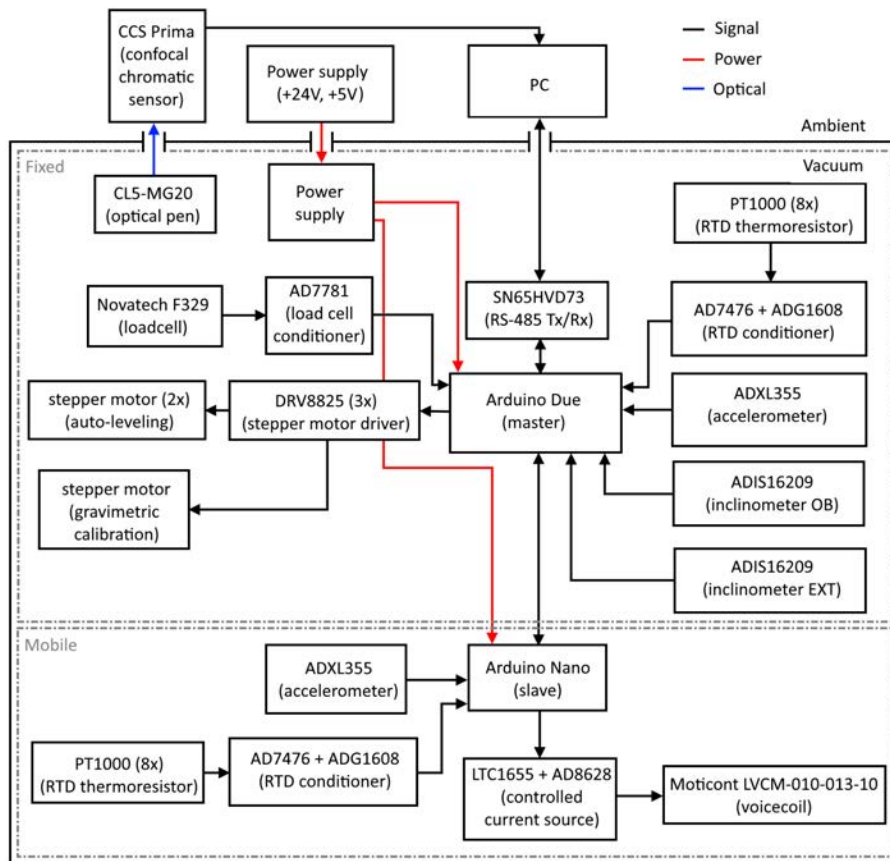 CCS Prima
(confocal
chromatic
sensor)
Power supply
(+24V, +5V)
PC
Signal
Power
Optical
Ambient
Fixed
Vacuum
CL5-MG20
(optical pen)
Power
supply
PT1000 (8x)
(RTD thermoresistor)
Novatech F329
(loadcell)
AD7781
(load cell
conditioner)
SN65HVD73
(RS-485 Tx/Rx)
AD7476 + ADG1608
(RTD conditioner)
stepper motor (2x)
(auto-leveling)
DRV8825 (3x)
(stepper motor driver)
Arduino Due
(master)
ADXL355
(accelerometer)
stepper motor
(gravimetric
calibration)
ADIS16209
(inclinometer OB)
ADIS16209
(inclinometer EXT)
Mobile
ADXL355
(accelerometer)
Arduino Nano
(slave)
PT1000 (8x)
(RTD thermoresistor)
AD7476 + ADG1608
(RTD conditioner)
LTC1655 + AD8628
(controlled
current source)
Moticont LVCM-010-013-10
(voicecoil)